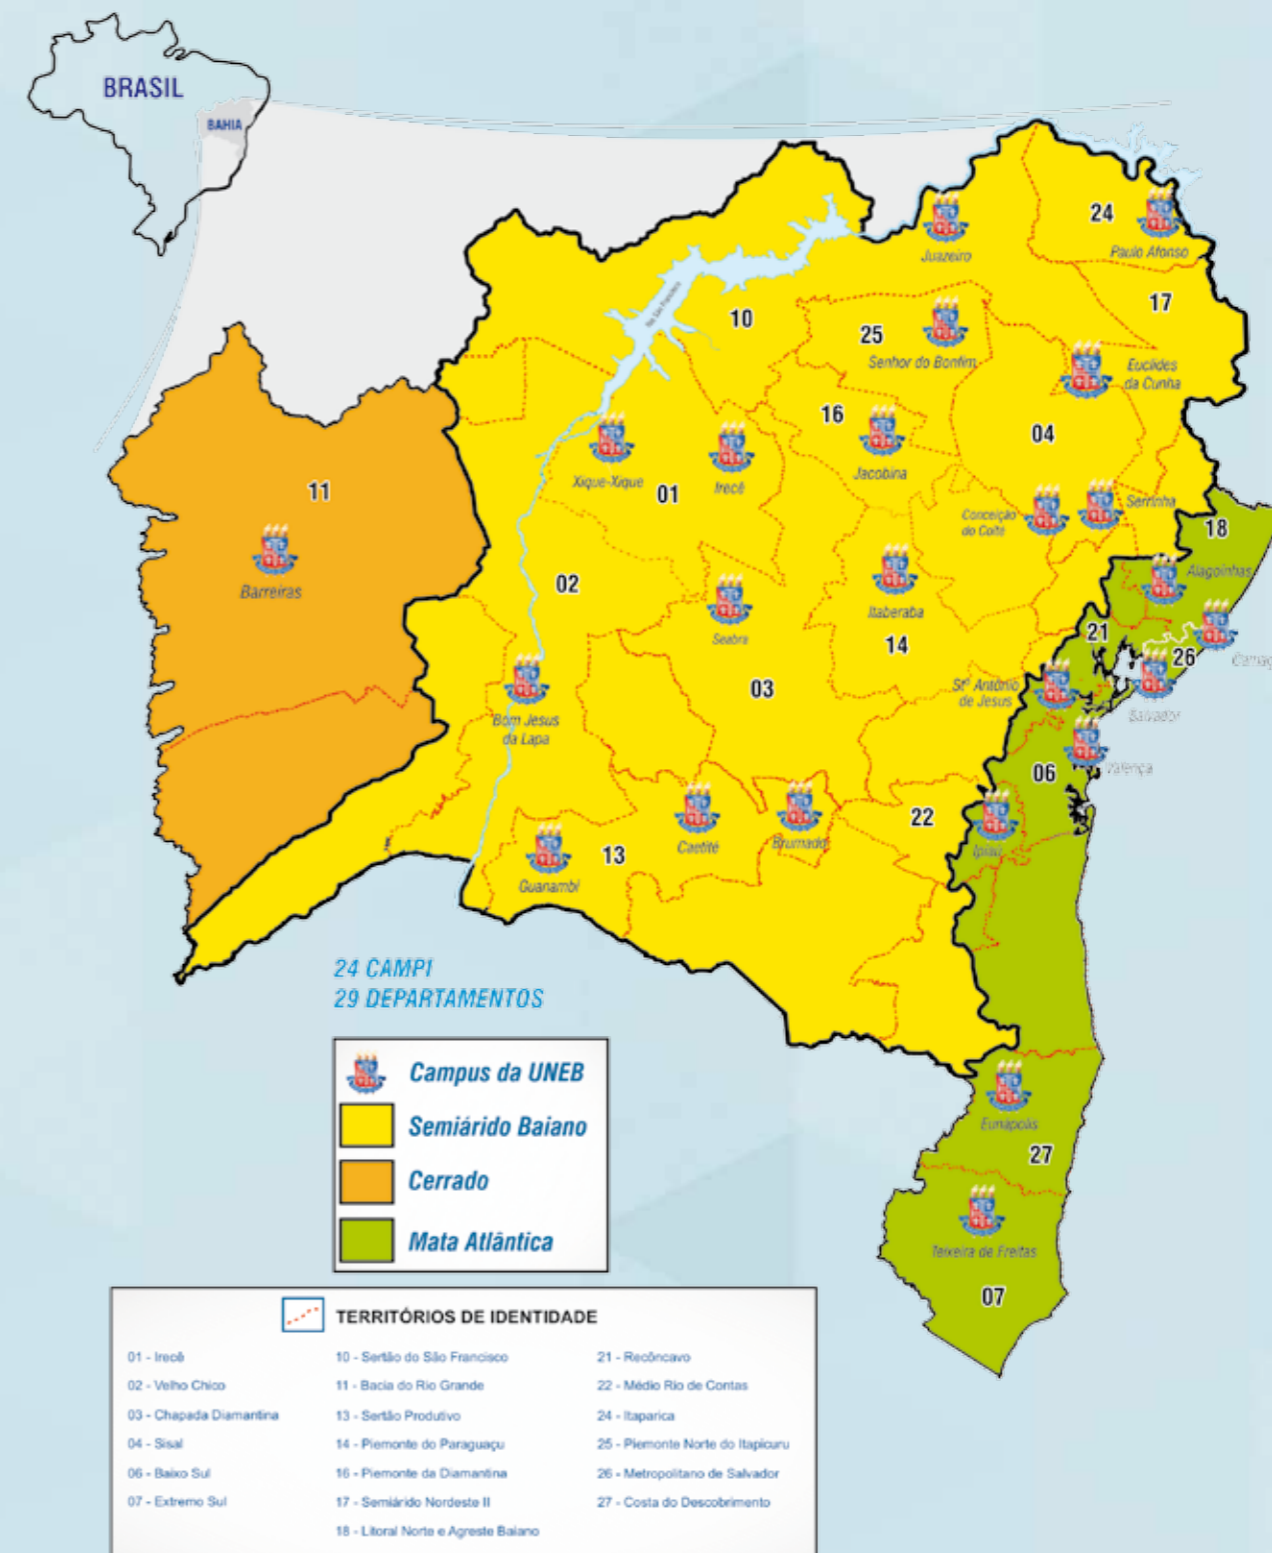 BRASIL
BAHIA
24
Paulo Afonso
Juazeiro
17
10
Rio São Francisco
25
Senhor do Bonfim
Euclides
da Cunha
16
04
Jacobina
Xique-Xique
01
Irecê
11
Barreiras
Conceição
do Coité
Serrinha
18
Alagoinhas
02
Seabra
Itaberaba
14
21
26
Salvador
03
Stº Antônio
de Jesus
Bom Jesus
da Lapa
06
Valença
22
Ipiaú
13
Caetité
Brumado
Guanambi
24 CAMPI
29 DEPARTAMENTOS
Campus da UNEB
Semiárido Baiano
Cerrado
Mata Atlântica
Eunápolis
27
Teixeira de Freitas
07
TERRITÓRIOS DE IDENTIDADE
01 - Irecê
02 - Velho Chico
03 - Chapada Diamantina
04 - Sisal
06 - Baixo Sul
07 - Extremo Sul
10 - Sertão do São Francisco
11 - Bacia do Rio Grande
13 - Sertão Produtivo
14 - Piemonte do Paraguaçu
16 - Piemonte da Diamantina
17 - Semiárido Nordeste II
18 - Litoral Norte e Agreste Baiano
21 - Recôncavo
22 - Médio Rio de Contas
24 - Itaparica
25 - Piemonte Norte do Itapicuru
26 - Metropolitano de Salvador
27 - Costa do Descobrimento